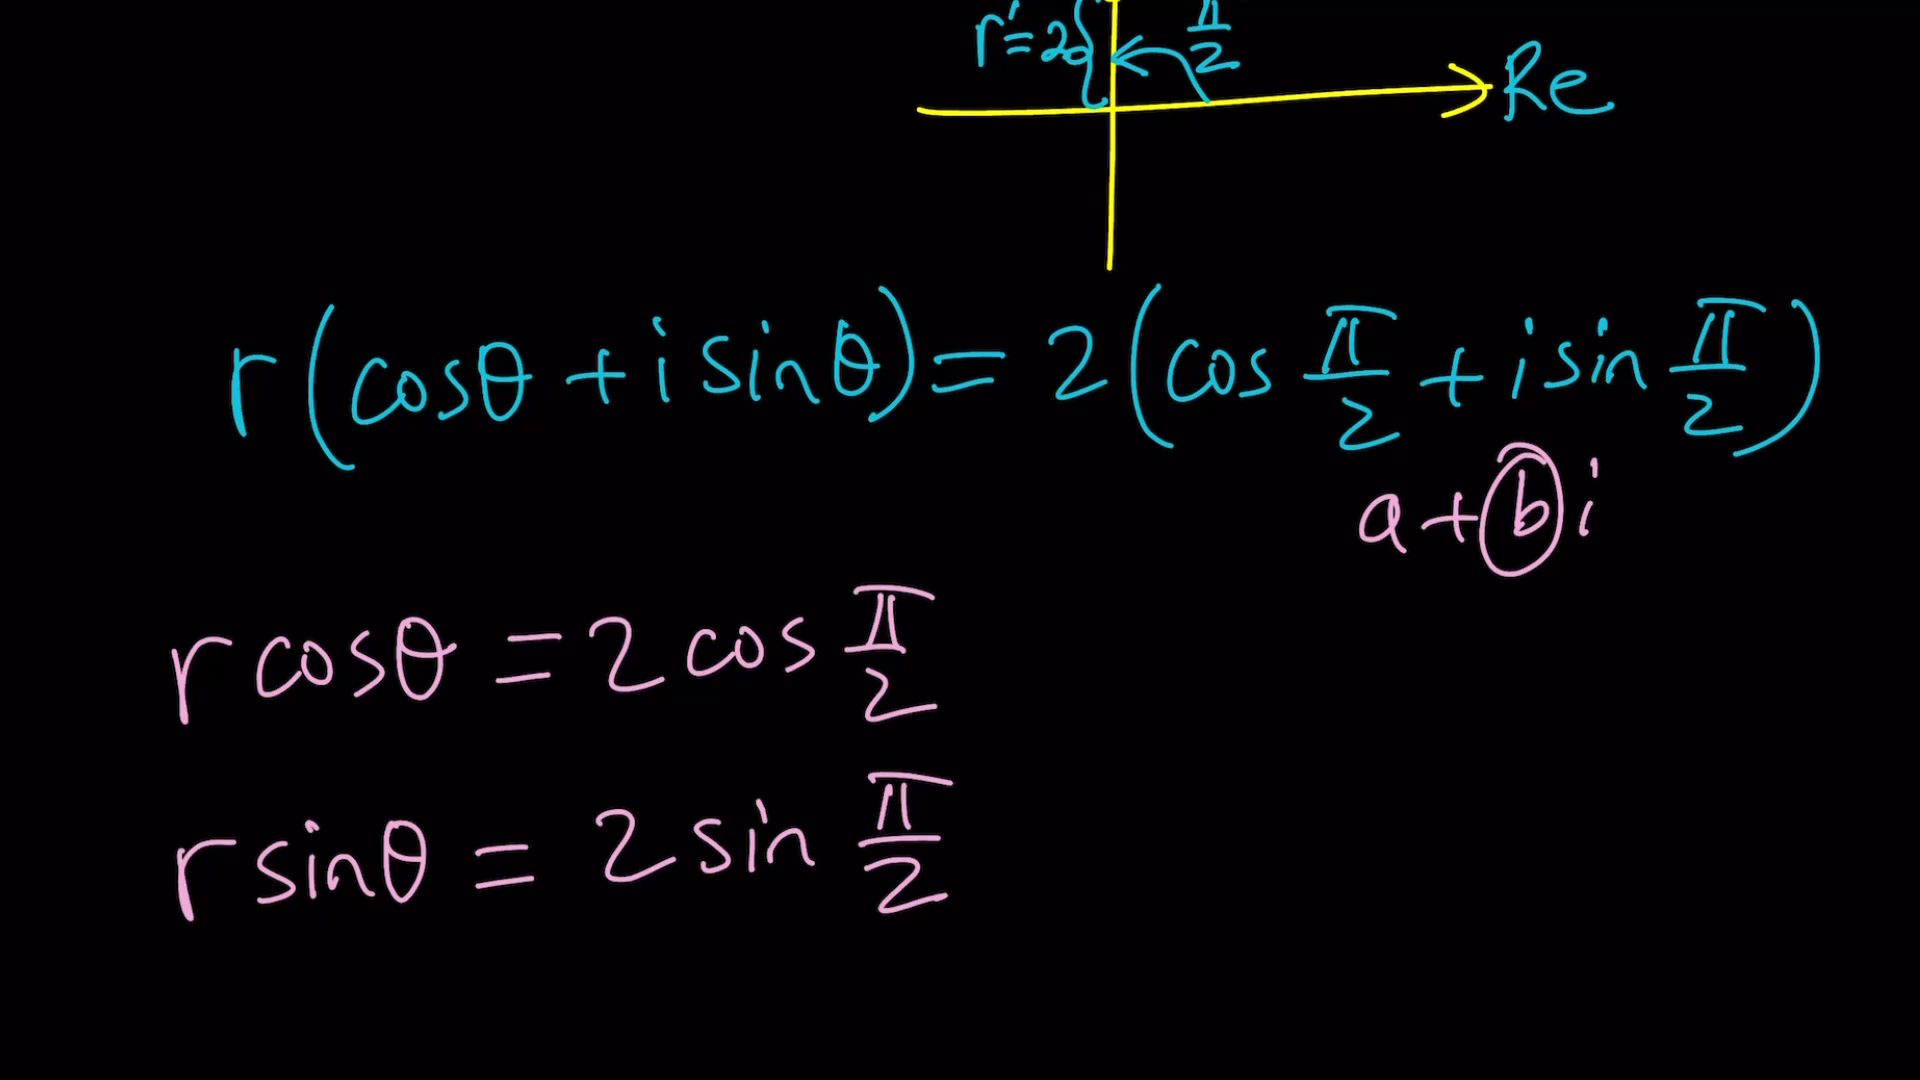 r'=2 π/2
Re
r(cosθ + i sinθ) = 2(cos π/2 + i sin π/2)
a + b i
r cosθ = 2 cos π/2
r sinθ = 2 sin π/2